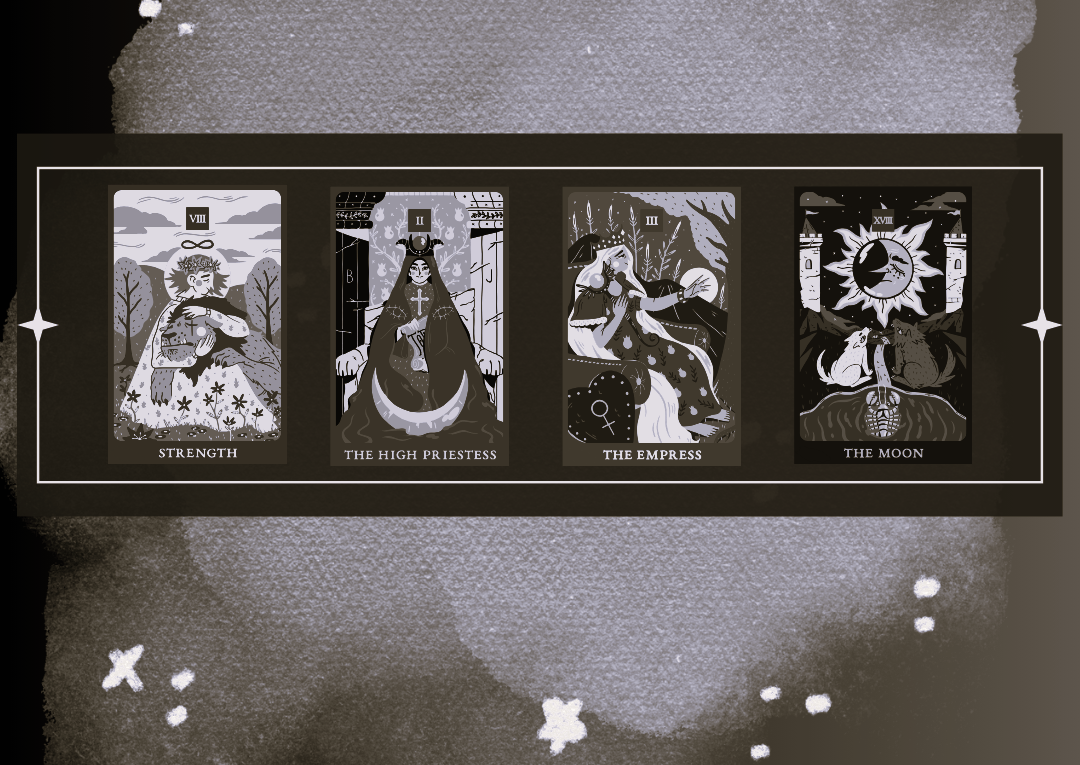 VIII
II
III
XVIII
B
STRENGTH
THE HIGH PRIESTESS
THE EMPRESS
THE MOON